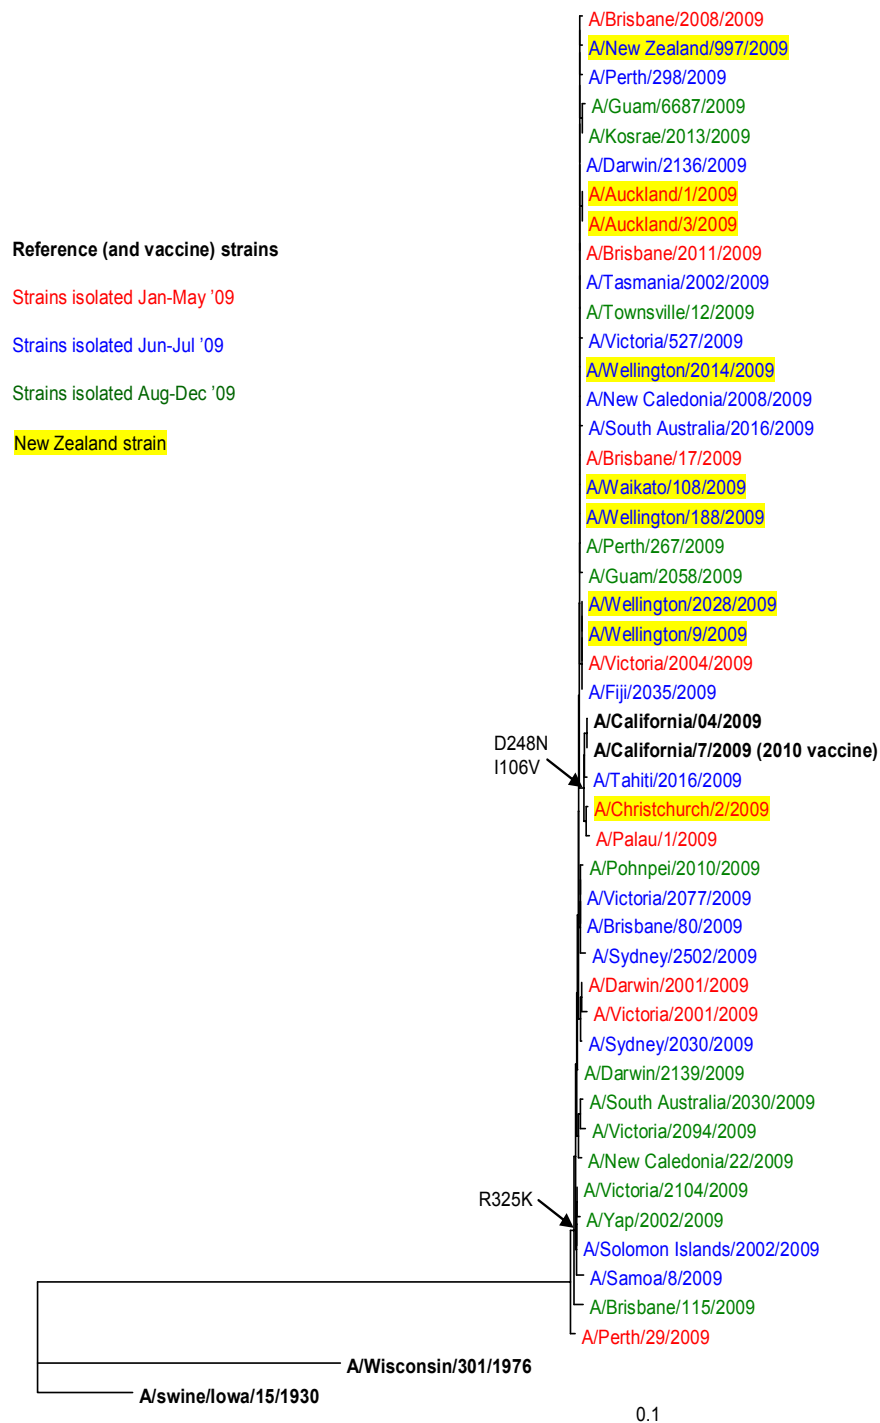 A/Brisbane/2008/2009
A/New Zealand/997/2009
A/Perth/298/2009
A/Guam/6687/2009
A/Kosrae/2013/2009
A/Darwin/2136/2009
A/Auckland/1/2009
A/Auckland/3/2009
Reference (and vaccine) strains
A/Brisbane/2011/2009
A/Tasmania/2002/2009
Strains isolated Jan-May '09
A/Townsville/12/2009
Strains isolated Jun-Jul '09
A/Victoria/527/2009
A/Wellington/2014/2009
Strains isolated Aug-Dec '09
A/New Caledonia/2008/2009
A/South Australia/2016/2009
New Zealand strain
A/Brisbane/17/2009
A/Waikato/108/2009
A/Wellington/188/2009
A/Perth/267/2009
A/Guam/2058/2009
A/Wellington/2028/2009
A/Wellington/9/2009
A/Victoria/2004/2009
A/Fiji/2035/2009
A/California/04/2009
D248N
A/California/7/2009 (2010 vaccine)
I106V
A/Tahiti/2016/2009
A/Christchurch/2/2009
A/Palau/1/2009
A/Pohnpei/2010/2009
A/Victoria/2077/2009
A/Brisbane/80/2009
A/Sydney/2502/2009
A/Darwin/2001/2009
A/Victoria/2001/2009
A/Sydney/2030/2009
A/Darwin/2139/2009
A/South Australia/2030/2009
A/Victoria/2094/2009
A/New Caledonia/22/2009
A/Victoria/2104/2009
R325K
A/Yap/2002/2009
A/Solomon Islands/2002/2009
A/Samoa/8/2009
A/Brisbane/115/2009
A/Perth/29/2009
A/Wisconsin/301/1976
A/swine/Iowa/15/1930
0.1